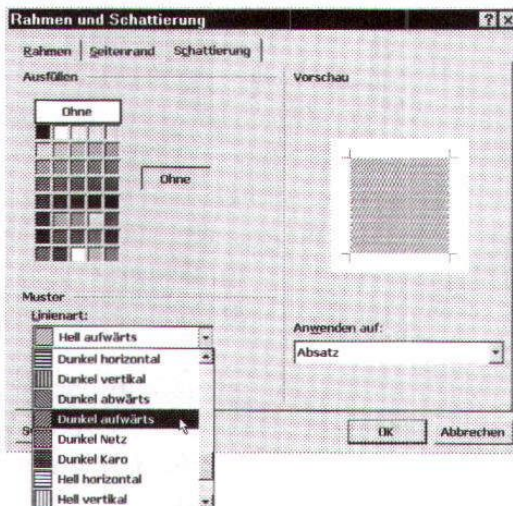 Rahmen und Schattierung
Rahmen Seitenrand Schattierung
Ausfüllen
Ohne
Ohne
Vorschau
Muster
Linienart:
Hell aufwärts
Dunkel horizontal
Dunkel vertikal
Dunkel abwärts
Dunkel aufwärts
Dunkel Netz
Dunkel Karo
Hell horizontal
Hell vertikal
Anwenden auf:
Absatz
OK Abbrechen